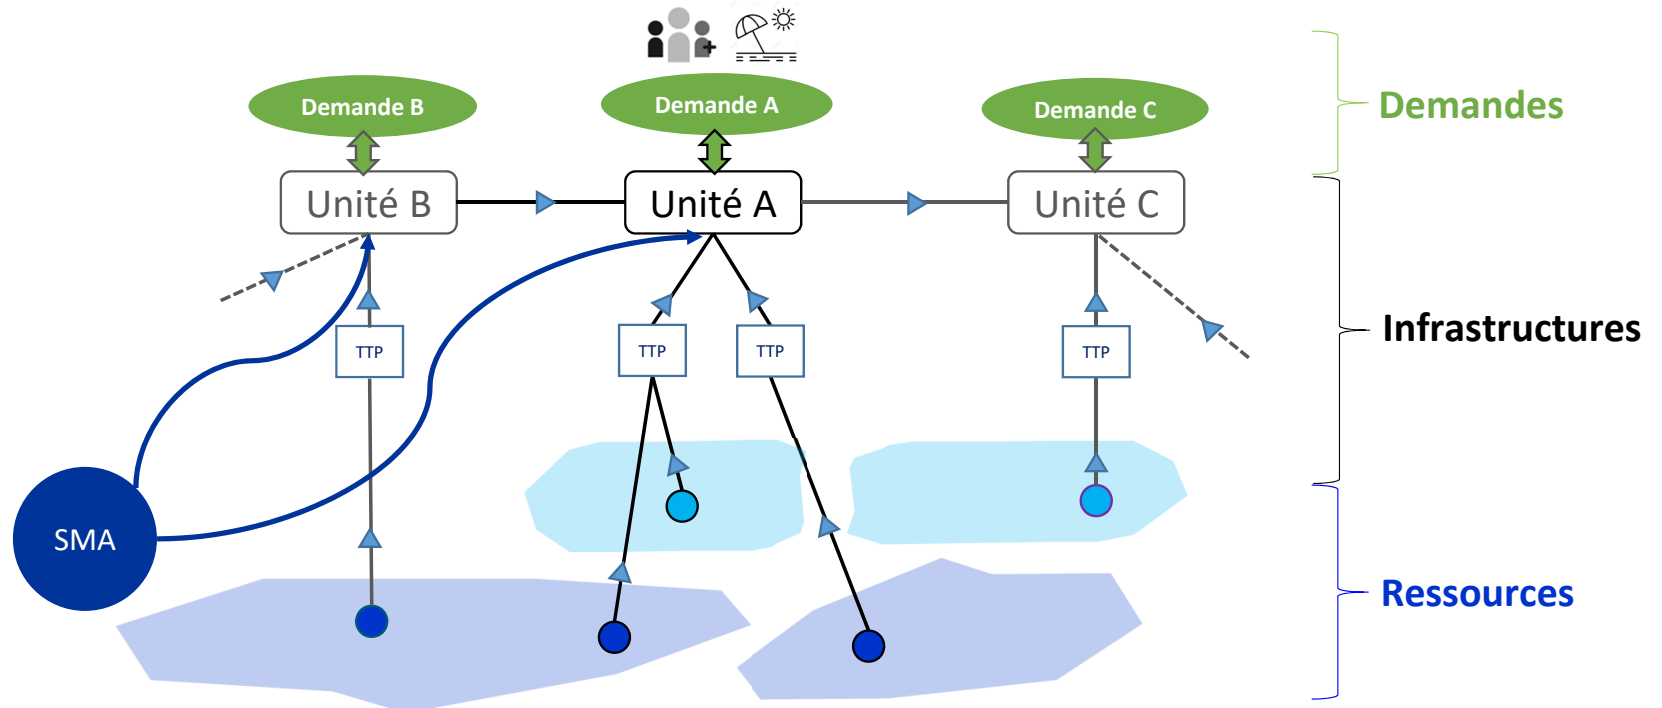 Demande B
Demande A
Demande C
Demandes
Unité B
Unité A
Unité C
Infrastructures
TTP
TTP
TTP
TTP
SMA
Ressources